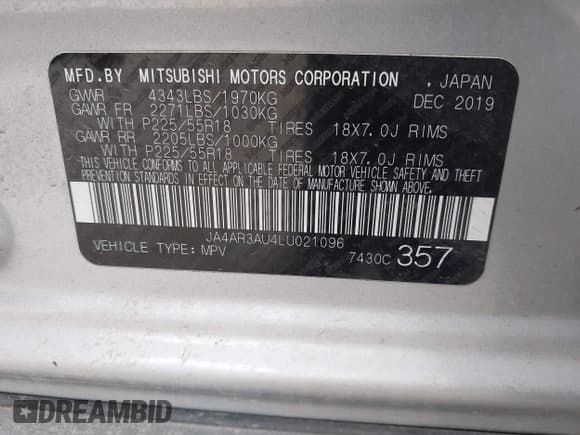 MFD.BY MITSUBISHI MOTORS CORPORATION . JAPAN
GVWR 4343LBS/1970KG DEC 2019
GAWR FR 2271LBS/1030KG
WITH P225/55R18 TIRES 18X7.0J RIMS
GAWR RR 2205LBS/1000KG
WITH P225/55R18 TIRES 18X7.0J RIMS
THIS VEHICLE CONFORMS TO ALL APPLICABLE FEDERAL MOTOR VEHICLE SAFETY AND THEFT
PREVENTION STANDARDS IN EFFECT ON THE DATE OF MANUFACTURE SHOWN ABOVE.
JA4AR3AU4LU021096
VEHICLE TYPE: MPV 7430C 357
DREAMBID